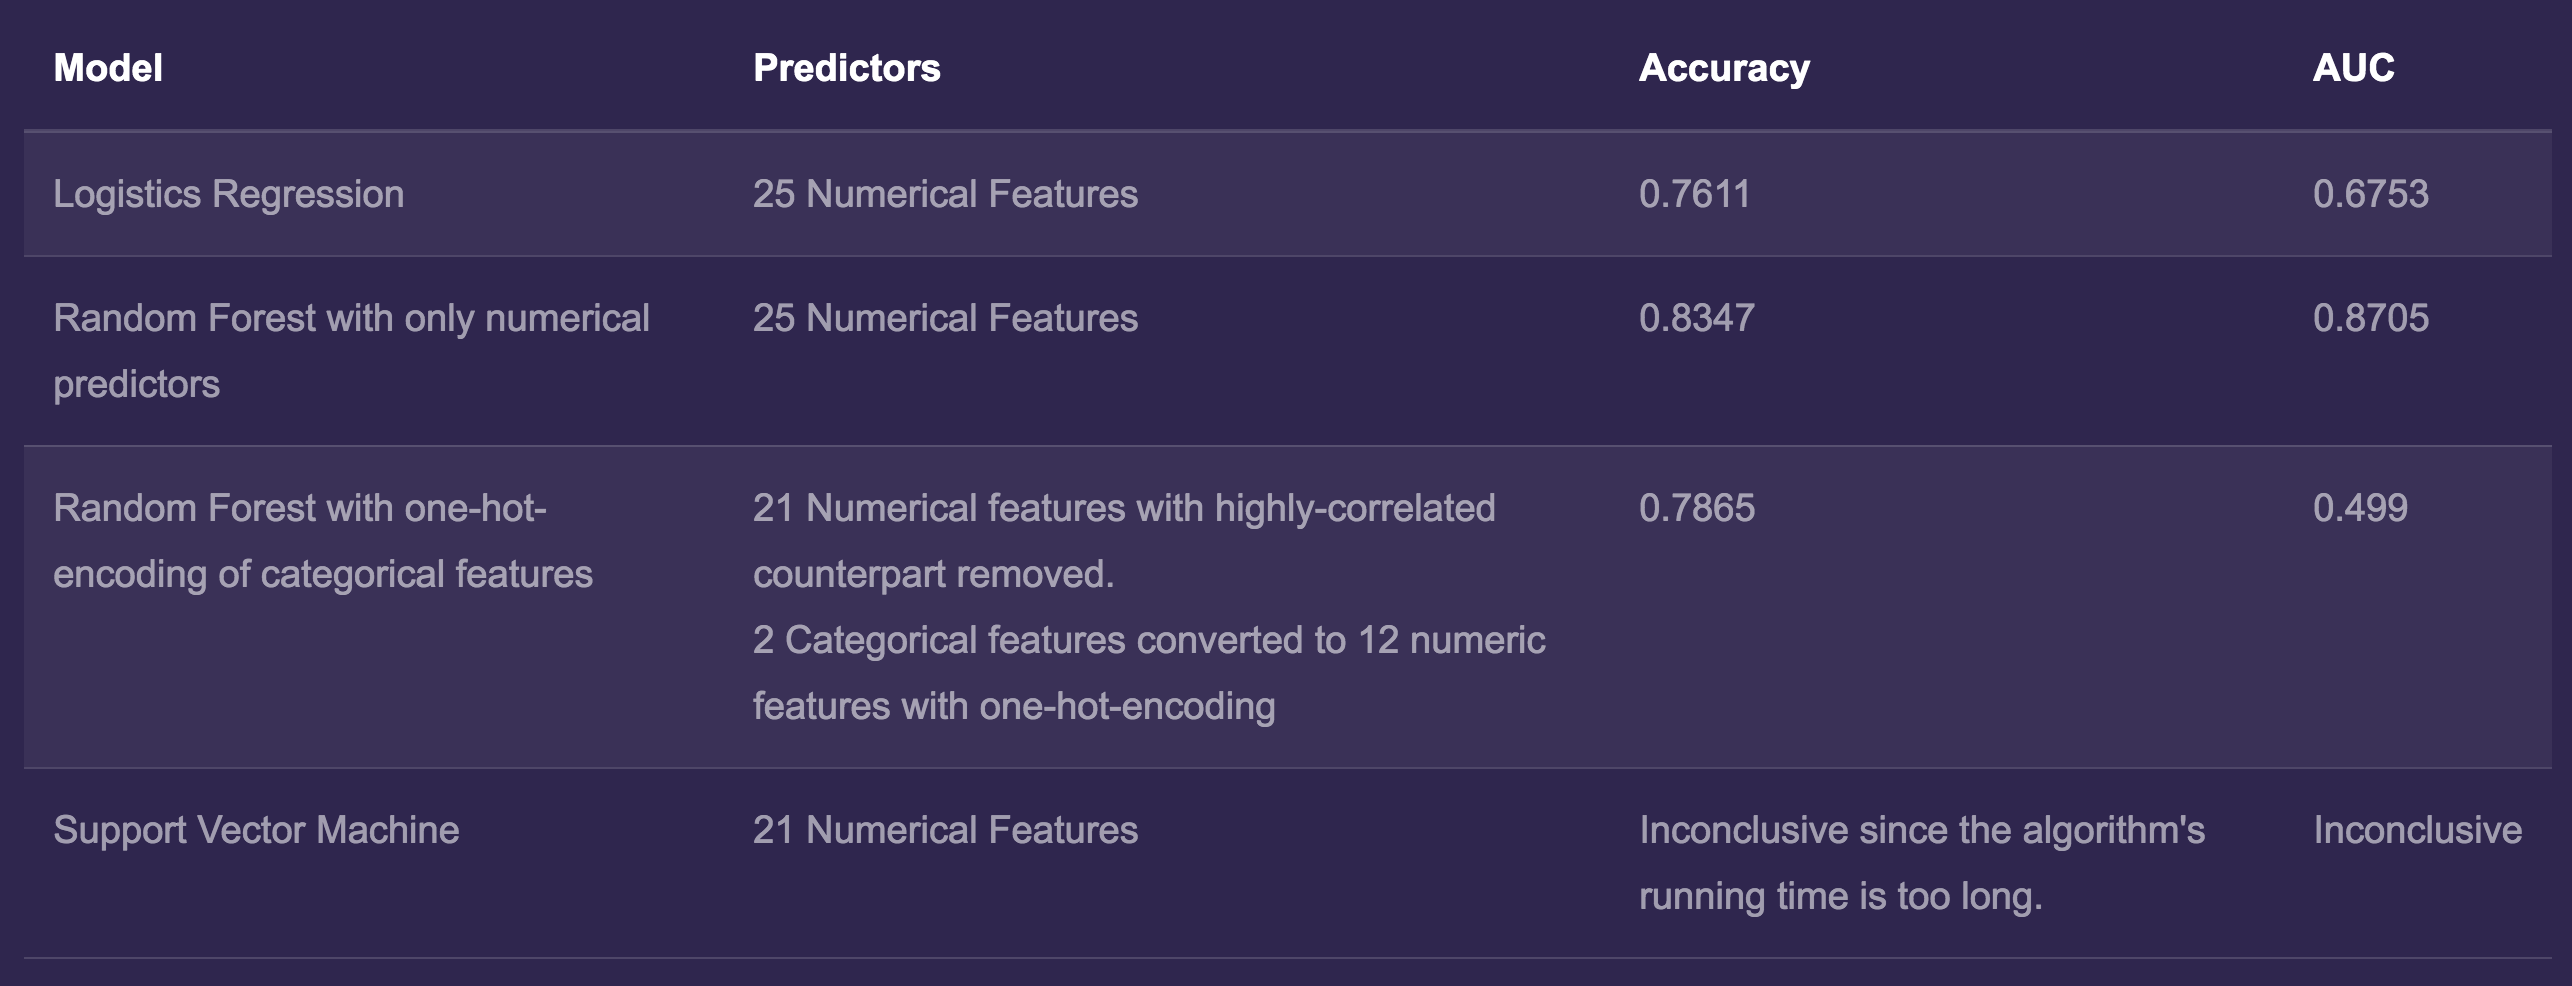 Model Predictors Accuracy AUC
Logistics Regression 25 Numerical Features 0.7611 0.6753
Random Forest with only numerical 25 Numerical Features 0.8347 0.8705
predictors
Random Forest with one-hot- 21 Numerical features with highly-correlated 0.7865 0.499
encoding of categorical features counterpart removed.
2 Categorical features converted to 12 numeric
features with one-hot-encoding
Support Vector Machine 21 Numerical Features Inconclusive since the algorithm's Inconclusive
running time is too long.